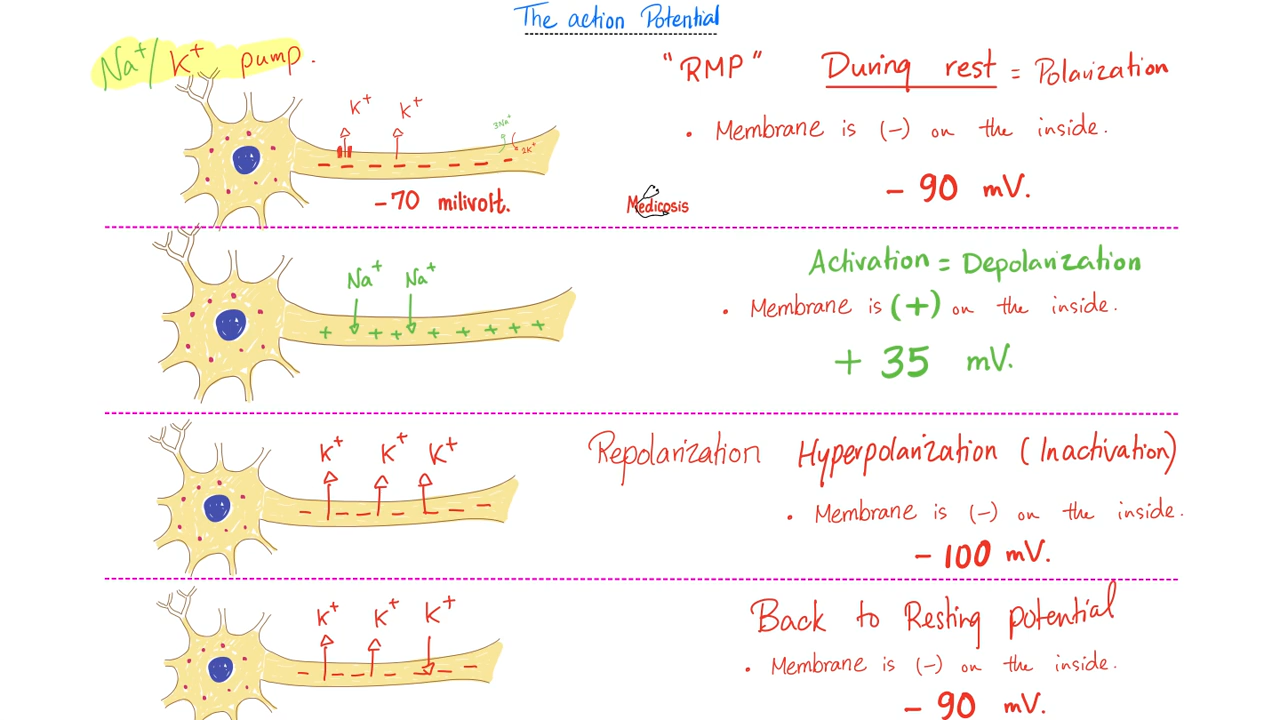 The action Potential
Na+/K+ pump.
"RMP" During rest = Polarization
K+ K+
3Na+
2K+
• Membrane is (-) on the inside.
-70 milivolt.
Medicosis
- 90 mV.
Activation = Depolarization
Na+ Na+
• Membrane is (+) on the inside.
+ 35 mV.
K+ K+ K+
Repolarization Hyperpolarization (Inactivation)
• Membrane is (-) on the inside.
- 100 mV.
K+ K+ K+
Back to Resting potential
• Membrane is (-) on the inside.
- 90 mV.